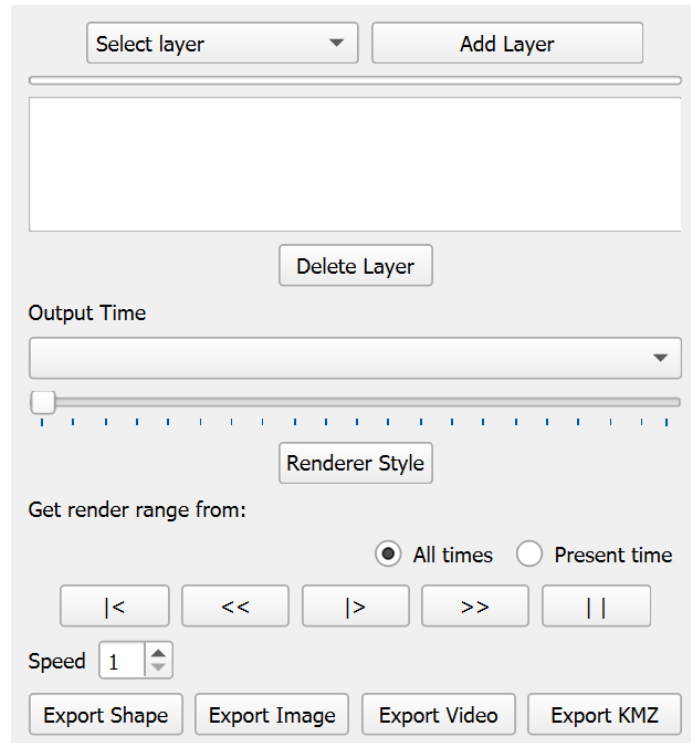 Select layer Add Layer
Delete Layer
Output Time
Renderer Style
Get render range from:
All times Present time
|< << |> >> ||
Speed 1
Export Shape Export Image Export Video Export KMZ